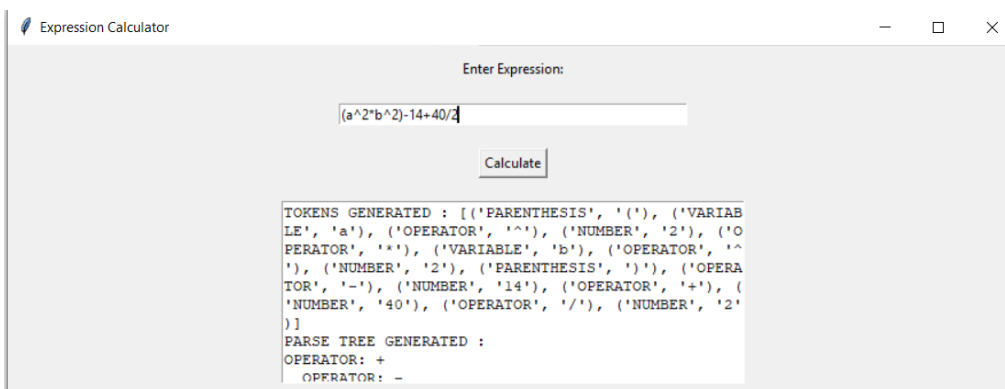 Expression Calculator
Enter Expression:
(a^2*b^2)-14+40/2
Calculate
TOKENS GENERATED : [('PARENTHESIS', '('), ('VARIAB
LE', 'a'), ('OPERATOR', '^'), ('NUMBER', '2'), ('O
PERATOR', '*'), ('VARIABLE', 'b'), ('OPERATOR', '^
'), ('NUMBER', '2'), ('PARENTHESIS', ')'), ('OPERA
TOR', '-'), ('NUMBER', '14'), ('OPERATOR', '+'), (
'NUMBER', '40'), ('OPERATOR', '/'), ('NUMBER', '2'
)]
PARSE TREE GENERATED :
OPERATOR: +
  OPERATOR: -